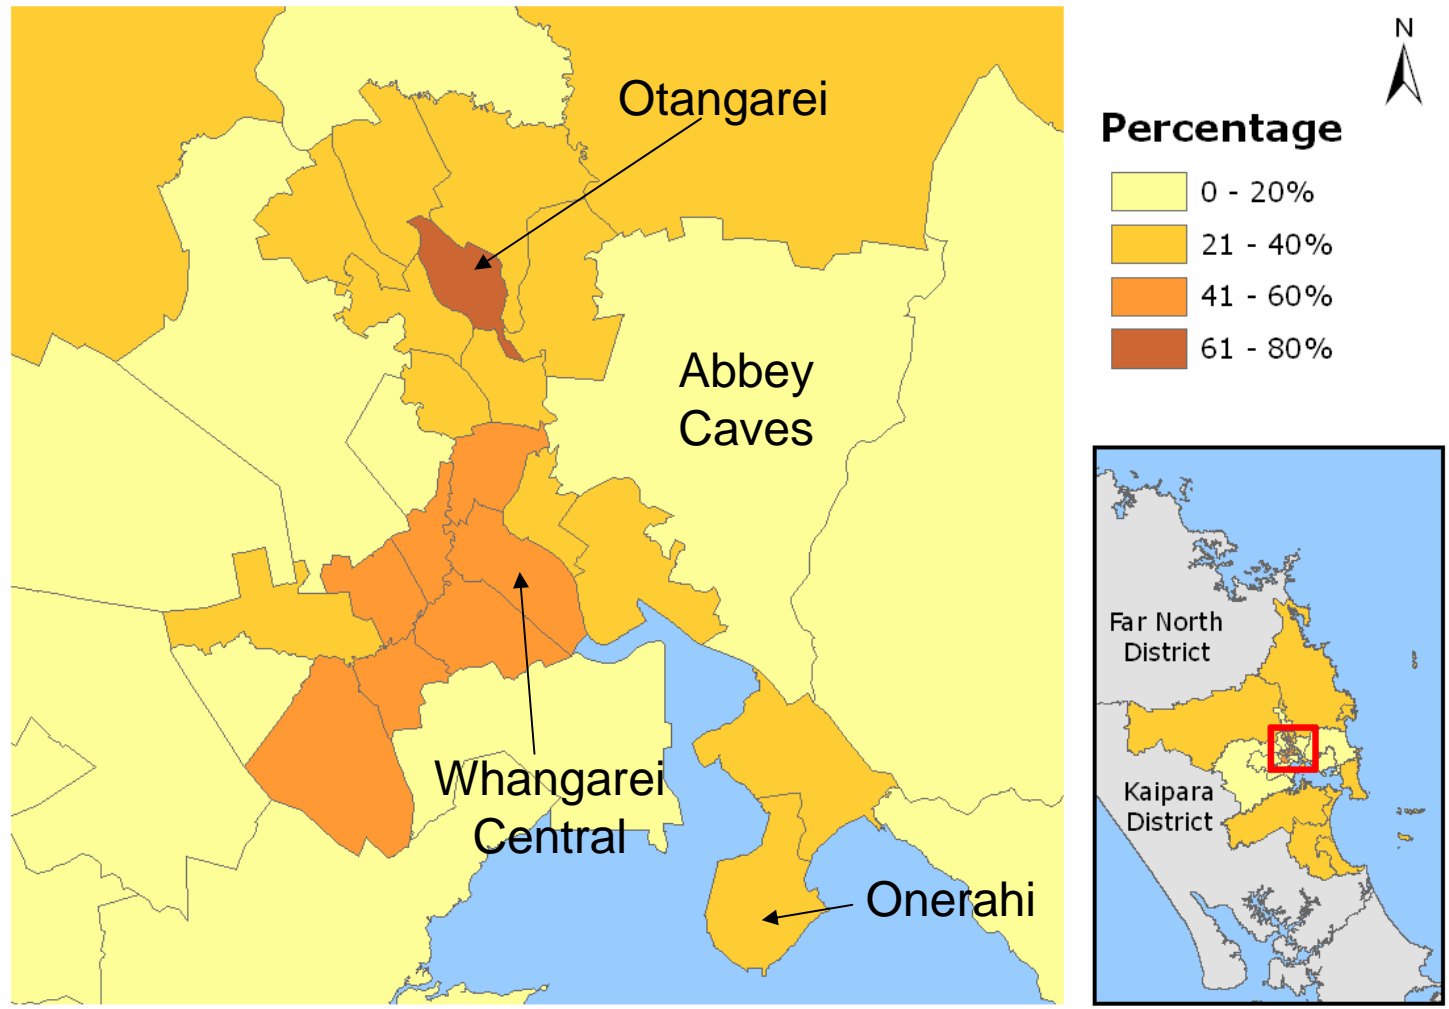 Otangarei
Abbey
Caves
Whangarei
Central
Onerahi
N
Percentage
0 - 20%
21 - 40%
41 - 60%
61 - 80%
Far North
District
Kaipara
District